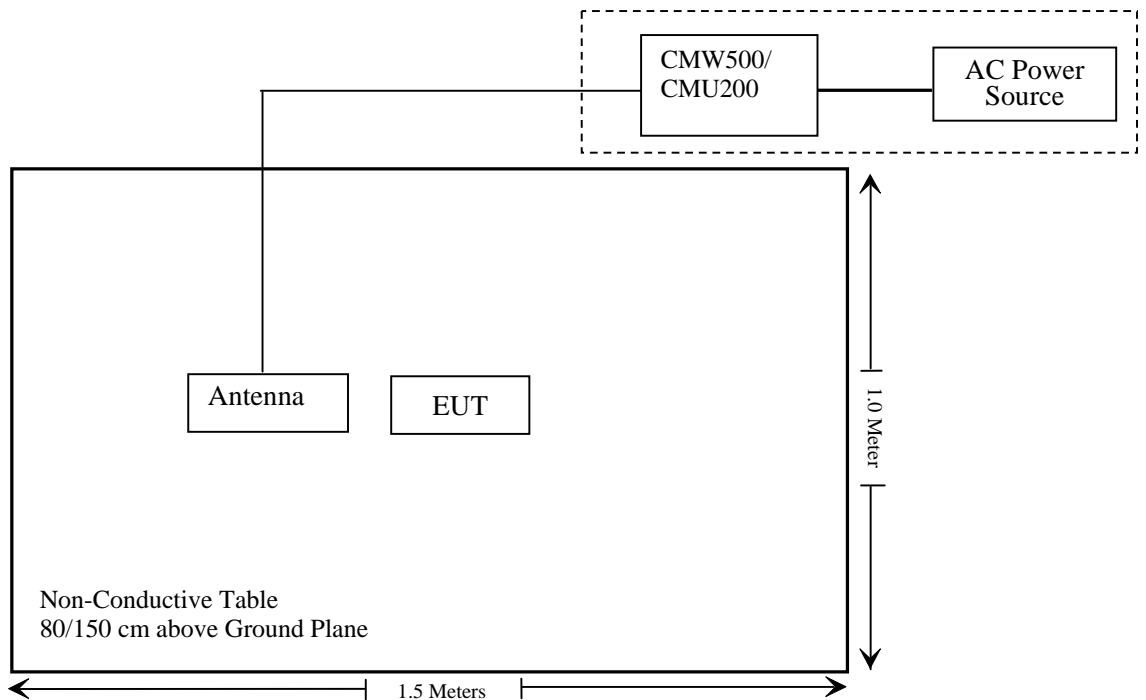 CMW500/
CMU200
AC Power
Source
Antenna
EUT
1.0 Meter
Non-Conductive Table
80/150 cm above Ground Plane
1.5 Meters